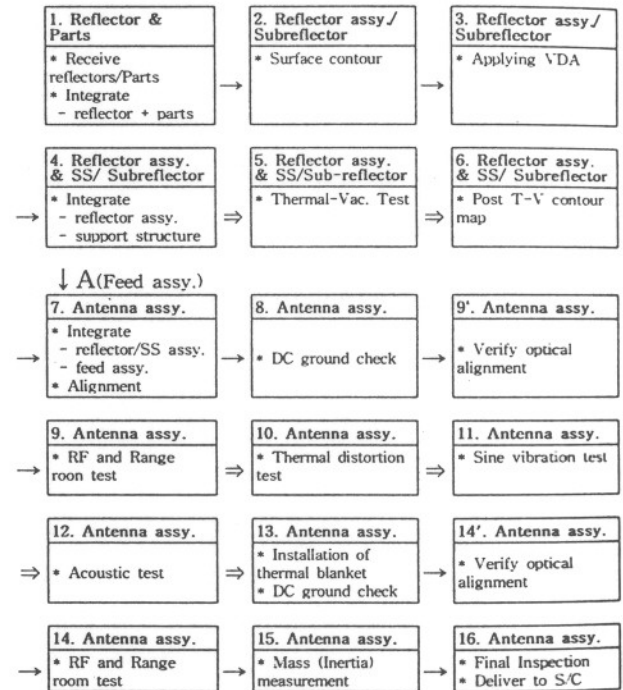 1. Reflector &
Parts
* Receive
reflectors/Parts
* Integrate
- reflector + parts
→
2. Reflector assy./
Subreflector
* Surface contour
→
3. Reflector assy./
Subreflector
* Applying VDA
→
4. Reflector assy.
& SS/ Subreflector
* Integrate
- reflector assy.
- support structure
⇒
5. Reflector assy.
& SS/Sub-reflector
* Thermal-Vac. Test
⇒
6. Reflector assy.
& SS/ Subreflector
* Post T-V contour
map
↓ A(Feed assy.)
→
7. Antenna assy.
* Integrate
- reflector/SS assy.
- feed assy.
* Alignment
→
8. Antenna assy.
* DC ground check
→
9'. Antenna assy.
* Verify optical
alignment
→
9. Antenna assy.
* RF and Range
roon test
⇒
10. Antenna assy.
* Thermal distortion
test
⇒
11. Antenna assy.
* Sine vibration test
⇒
12. Antenna assy.
* Acoustic test
⇒
13. Antenna assy.
* Installation of
thermal blanket
* DC ground check
→
14'. Antenna assy.
* Verify optical
alignment
→
14. Antenna assy.
* RF and Range
room test
→
15. Antenna assy.
* Mass (Inertia)
measurement
→
16. Antenna assy.
* Final Inspection
* Deliver to S/C